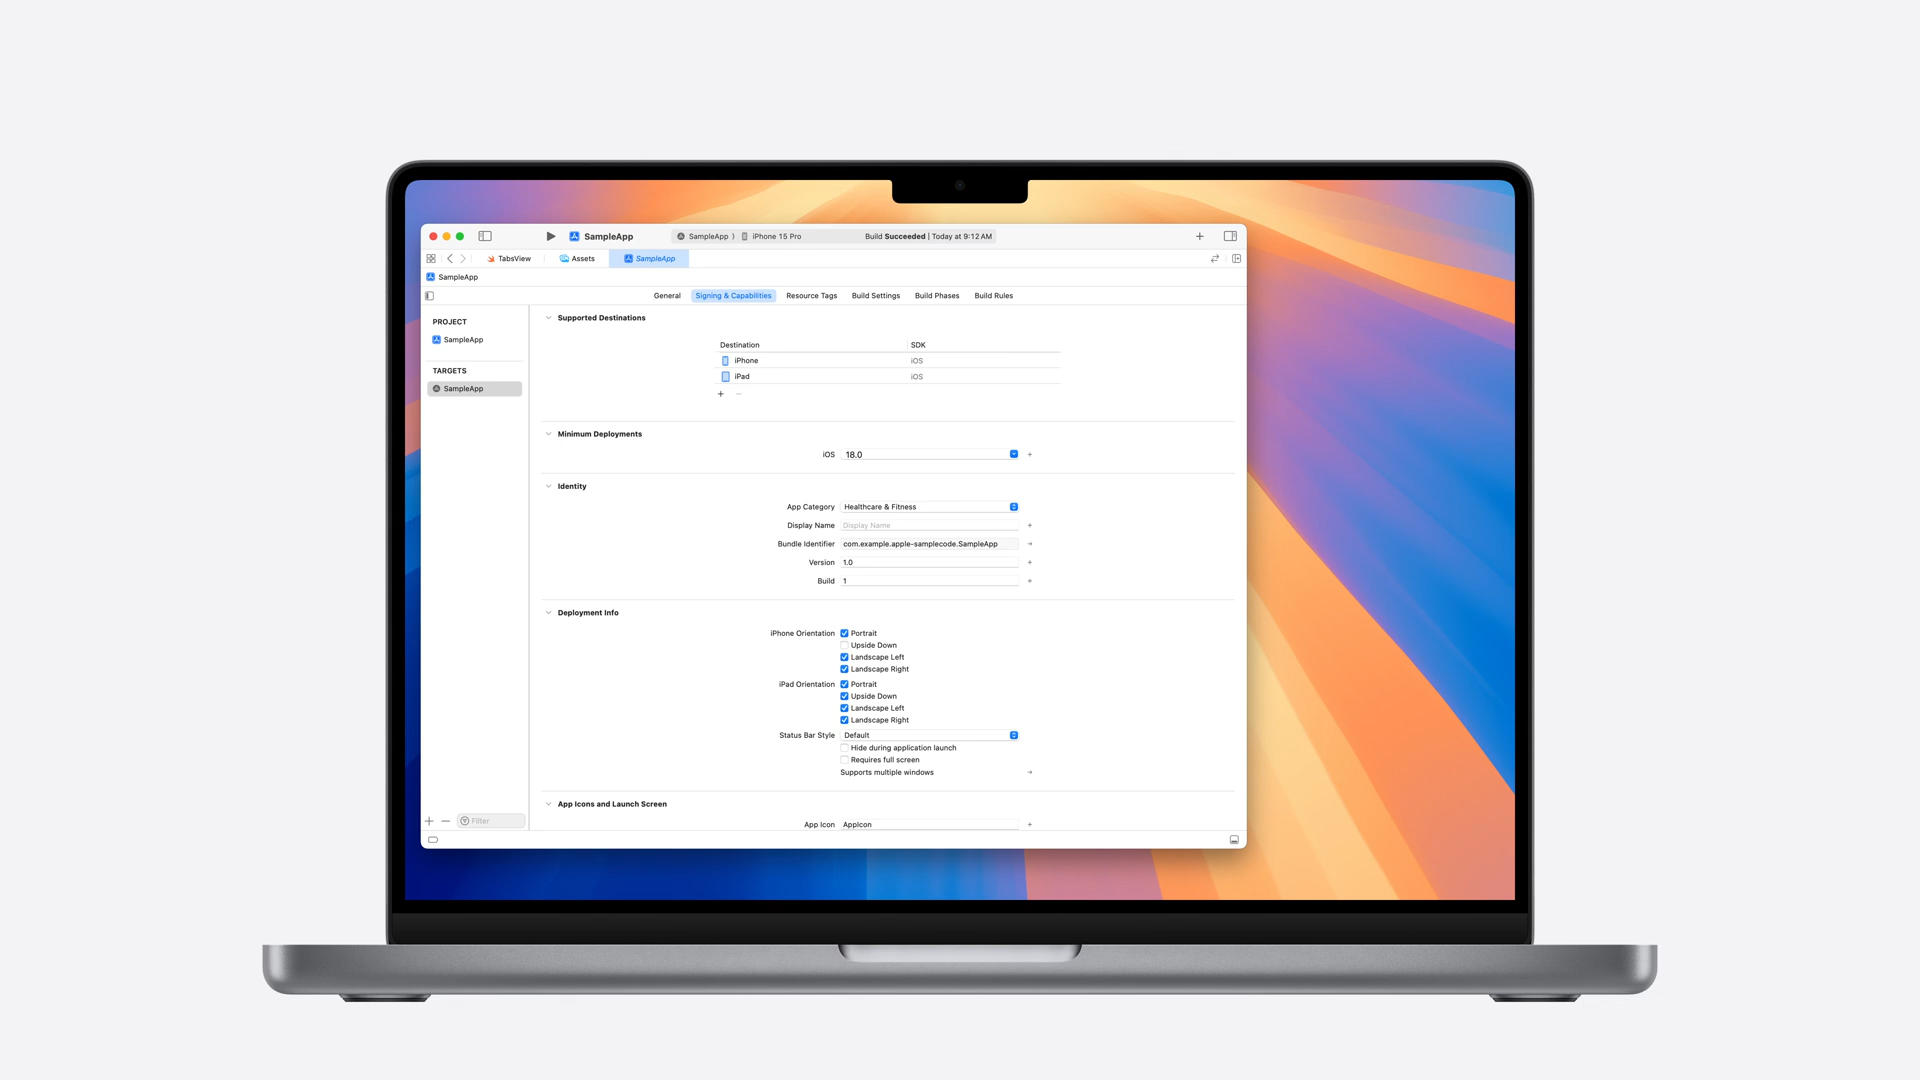 SampleApp
SampleApp ⟩ iPhone 15 Pro
Build Succeeded | Today at 9:12 AM
TabsView
Assets
SampleApp
SampleApp
General
Signing & Capabilities
Resource Tags
Build Settings
Build Phases
Build Rules
PROJECT
SampleApp
TARGETS
SampleApp
Filter
Supported Destinations
Destination SDK
iPhone iOS
iPad iOS
Minimum Deployments
iOS 18.0
Identity
App Category Healthcare & Fitness
Display Name Display Name
Bundle Identifier com.example.apple-samplecode.SampleApp
Version 1.0
Build 1
Deployment Info
iPhone Orientation Portrait
Upside Down
Landscape Left
Landscape Right
iPad Orientation Portrait
Upside Down
Landscape Left
Landscape Right
Status Bar Style Default
Hide during application launch
Requires full screen
Supports multiple windows
App Icons and Launch Screen
App Icon AppIcon